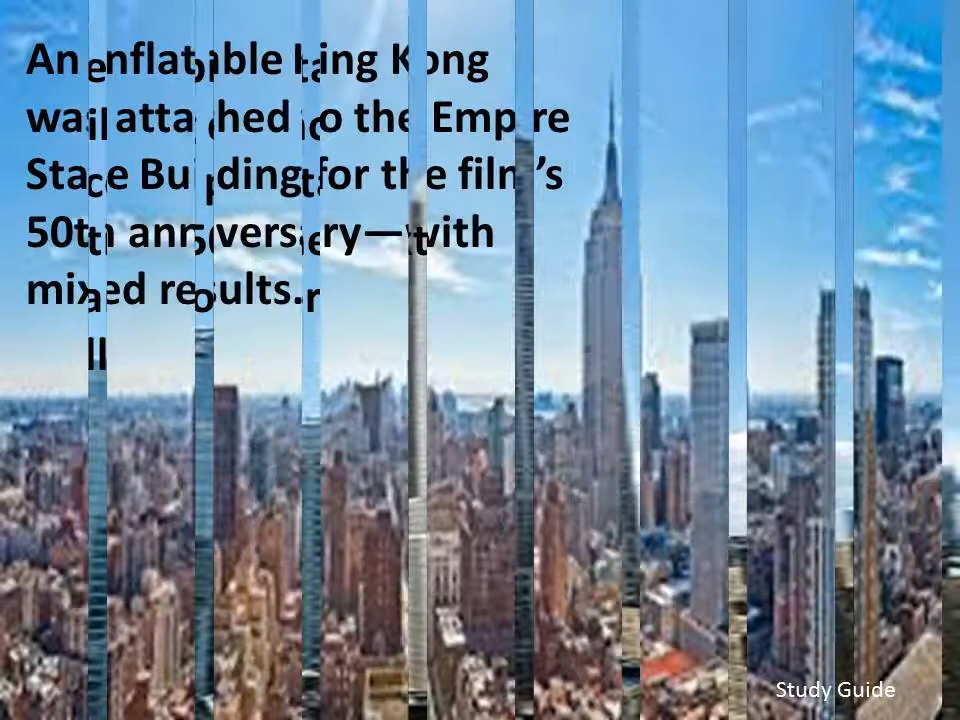 An inflatable King Kong
was attached to the Empire
State Building for the film’s
50th anniversary—with
mixed results.
Study Guide